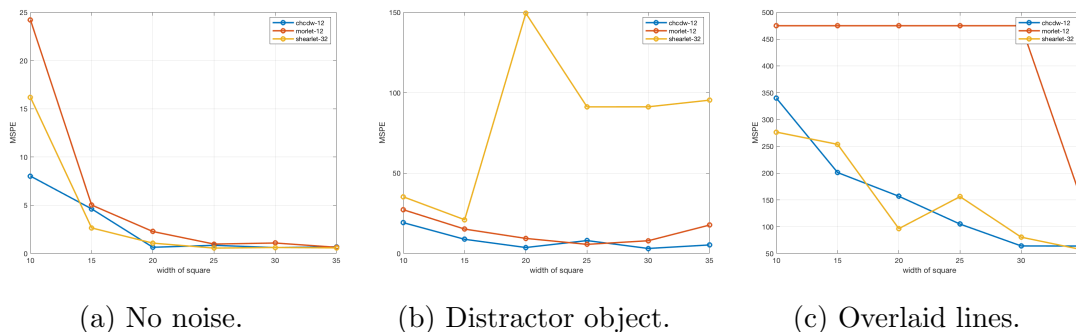 25
20
15
10
5
0
MSPE
10 15 20 25 30 35
width of square
chcdw-12
morlet-12
shearlet-32
(a) No noise.
150
100
50
0
MSPE
10 15 20 25 30 35
width of square
chcdw-12
morlet-12
shearlet-32
(b) Distractor object.
500
450
400
350
300
250
200
150
100
50
MSPE
10 15 20 25 30
width of square
chcdw-12
morlet-12
shearlet-32
(c) Overlaid lines.